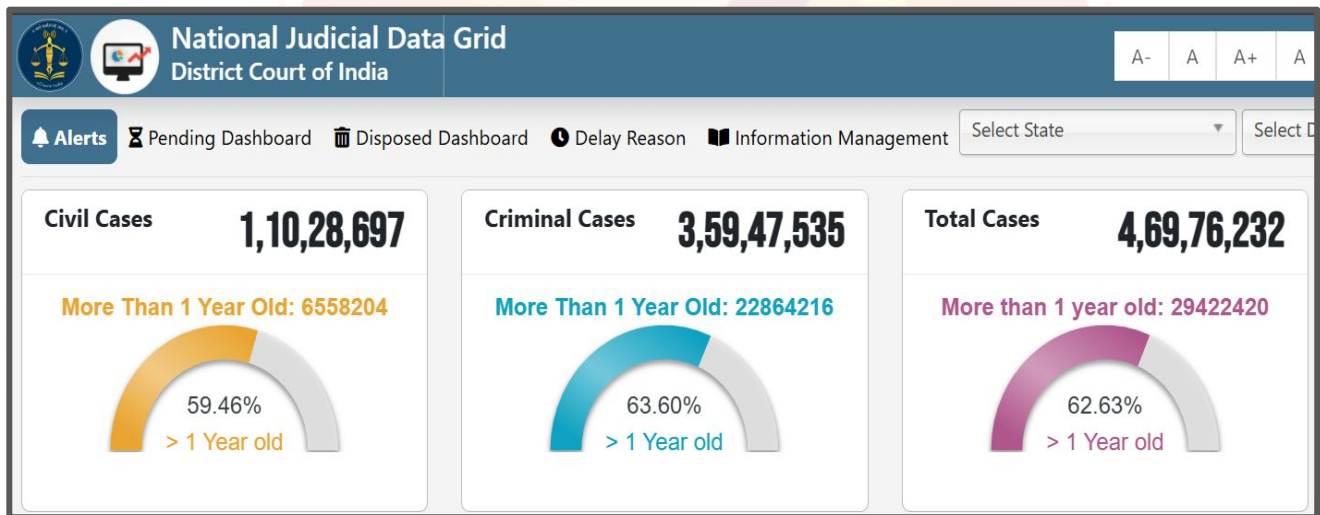 National Judicial Data Grid
District Court of India
A- A A+ A
Alerts Pending Dashboard Disposed Dashboard Delay Reason Information Management Select State Select D
Civil Cases 1,10,28,697
More Than 1 Year Old: 6558204
59.46%
> 1 Year old
Criminal Cases 3,59,47,535
More Than 1 Year Old: 22864216
63.60%
> 1 Year old
Total Cases 4,69,76,232
More than 1 year old: 29422420
62.63%
> 1 Year old